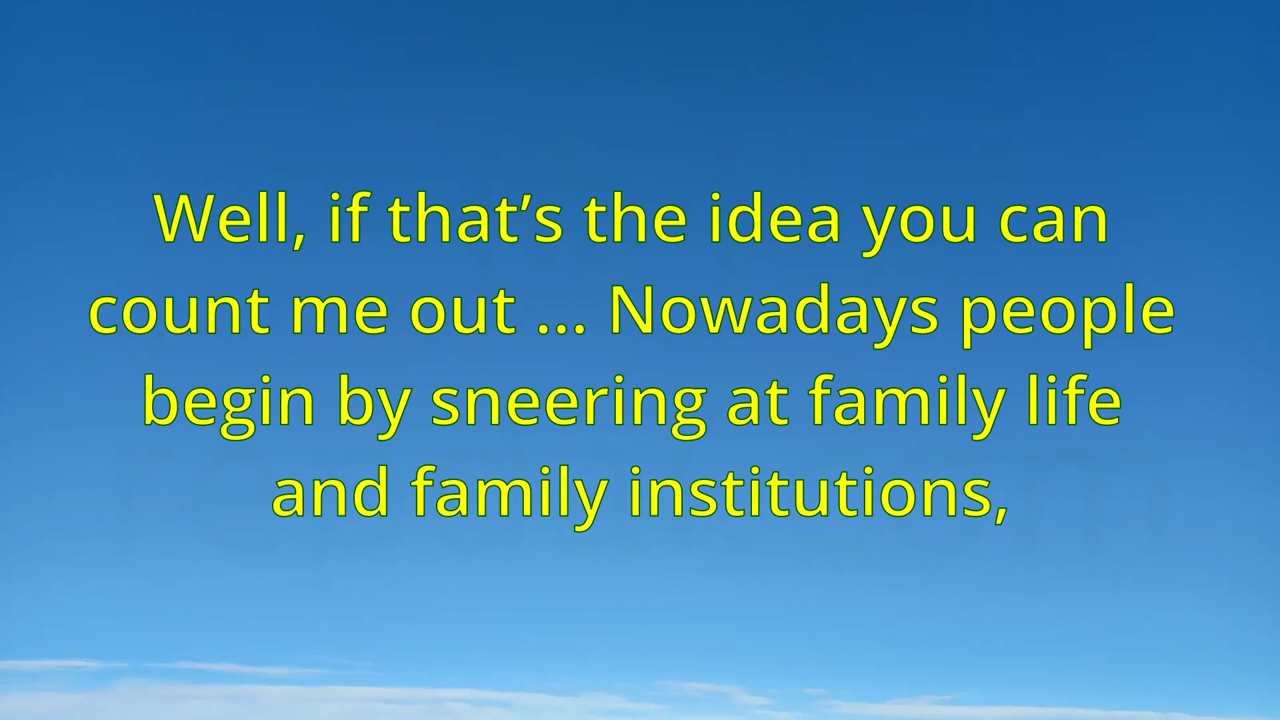 Well, if that’s the idea you can
count me out ... Nowadays people
begin by sneering at family life
and family institutions,